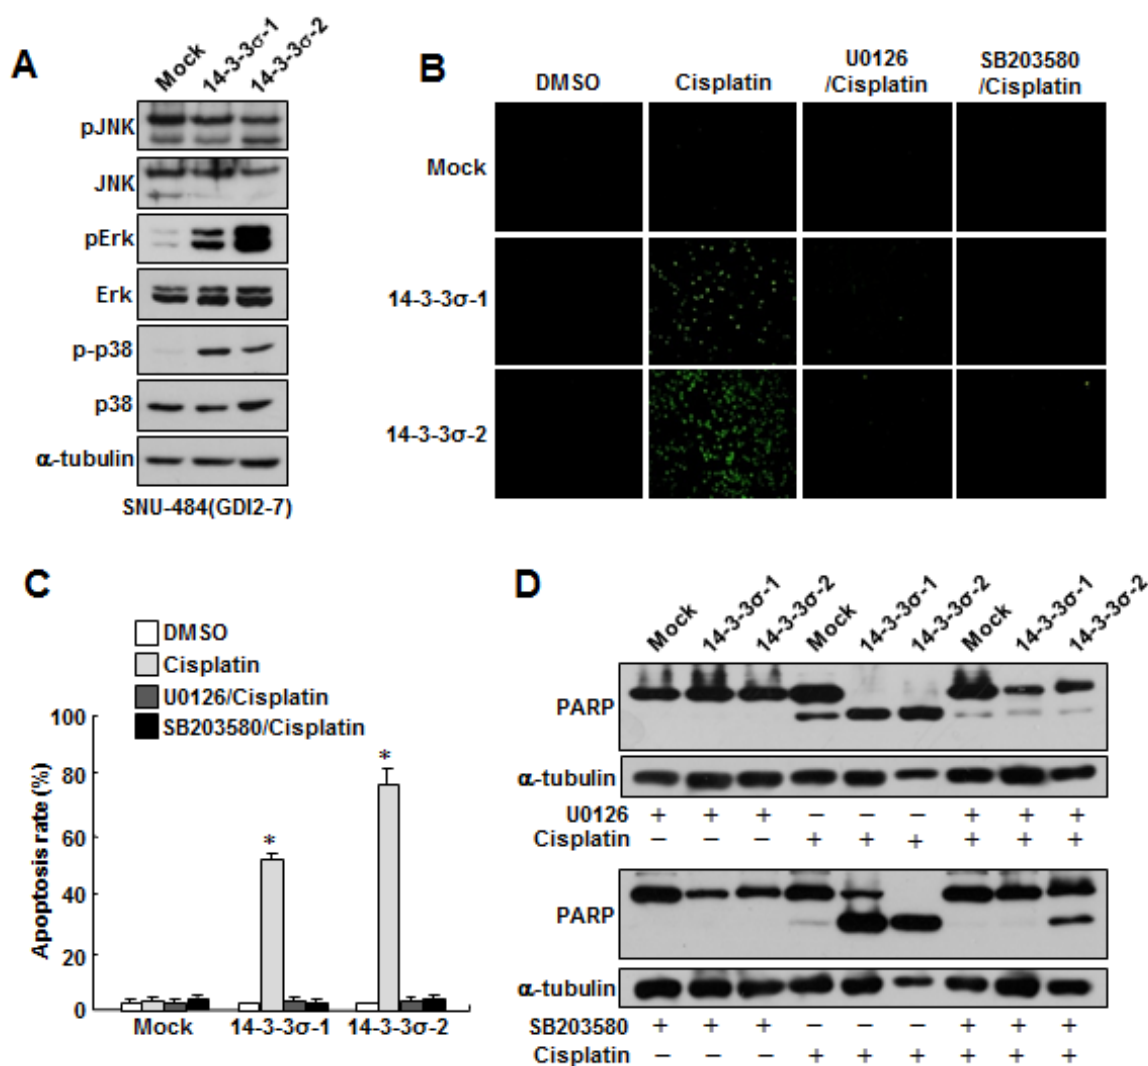 A
Mock 14-3-3σ-1 14-3-3σ-2
pJNK
JNK
pErk
Erk
p-p38
p38
α-tubulin
SNU-484(GDI2-7)
B
DMSO Cisplatin U0126 /Cisplatin SB203580 /Cisplatin
Mock
14-3-3σ-1
14-3-3σ-2
C
DMSO
Cisplatin
U0126/Cisplatin
SB203580/Cisplatin
Apoptosis rate (%)
100
80
60
40
20
0
* *
Mock 14-3-3σ-1 14-3-3σ-2
D
Mock 14-3-3σ-1 14-3-3σ-2 Mock 14-3-3σ-1 14-3-3σ-2 Mock 14-3-3σ-1 14-3-3σ-2
PARP
α-tubulin
U0126 + + + − − − + + +
Cisplatin − − − + + + + + +
PARP
α-tubulin
SB203580 + + + − − − + + +
Cisplatin − − − + + + + + +